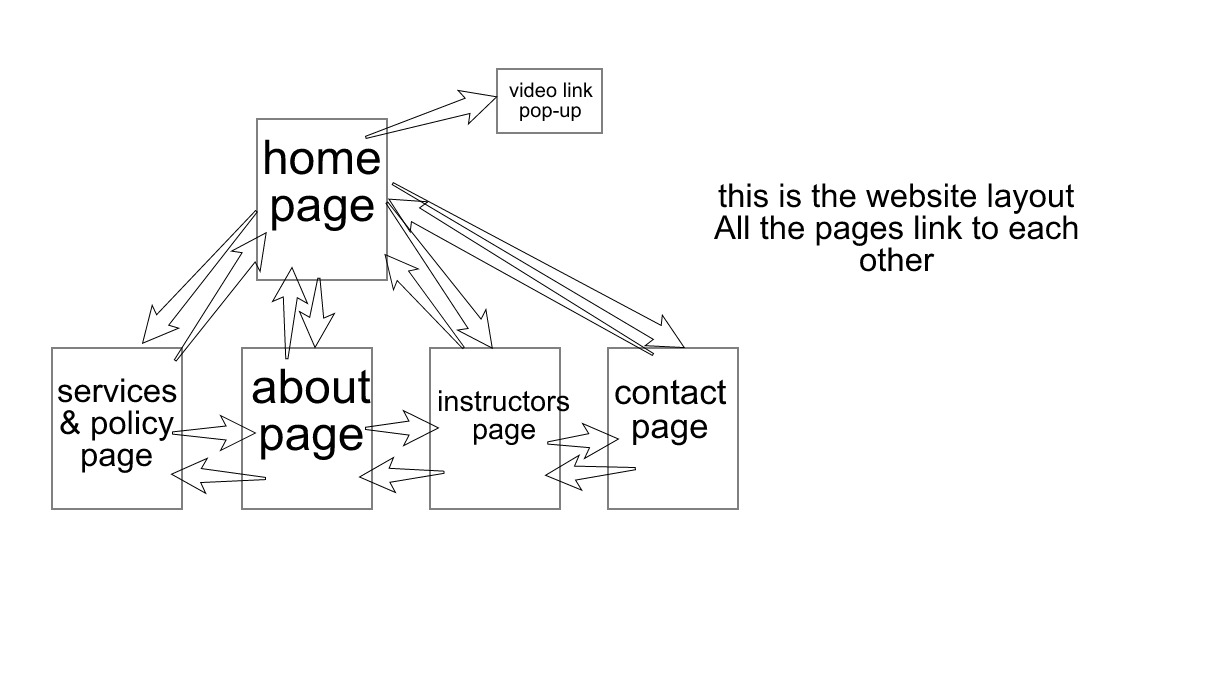 video link
pop-up
home
page
this is the website layout
All the pages link to each
other
services
& policy
page
about
page
instructors
page
contact
page